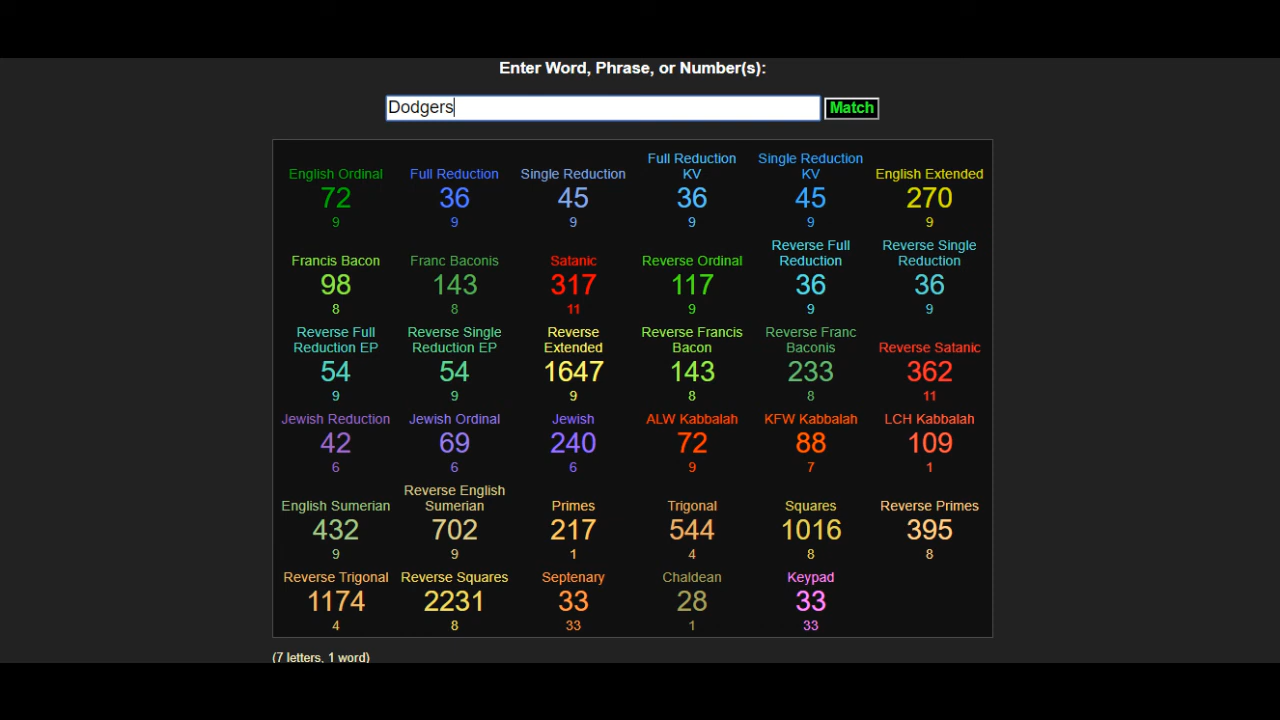 Enter Word, Phrase, or Number(s):
Dodgers Match
English Ordinal Full Reduction Single Reduction Full Reduction KV Single Reduction KV English Extended
72 36 45 36 45 270
9 9 9 9 9 9
Francis Bacon Franc Baconis Satanic Reverse Ordinal Reverse Full Reduction Reverse Single Reduction
98 143 317 117 36 36
8 8 11 9 9 9
Reverse Full Reduction EP Reverse Single Reduction EP Reverse Extended Reverse Francis Bacon Reverse Franc Baconis Reverse Satanic
54 54 1647 143 233 362
9 9 9 8 8 11
Jewish Reduction Jewish Ordinal Jewish ALW Kabbalah KFW Kabbalah LCH Kabbalah
42 69 240 72 88 109
6 6 6 9 7 1
English Sumerian Reverse English Sumerian Primes Trigonal Squares Reverse Primes
432 702 217 544 1016 395
9 9 1 4 8 8
Reverse Trigonal Reverse Squares Septenary Chaldean Keypad
1174 2231 33 28 33
4 8 33 1 33
(7 letters, 1 word)